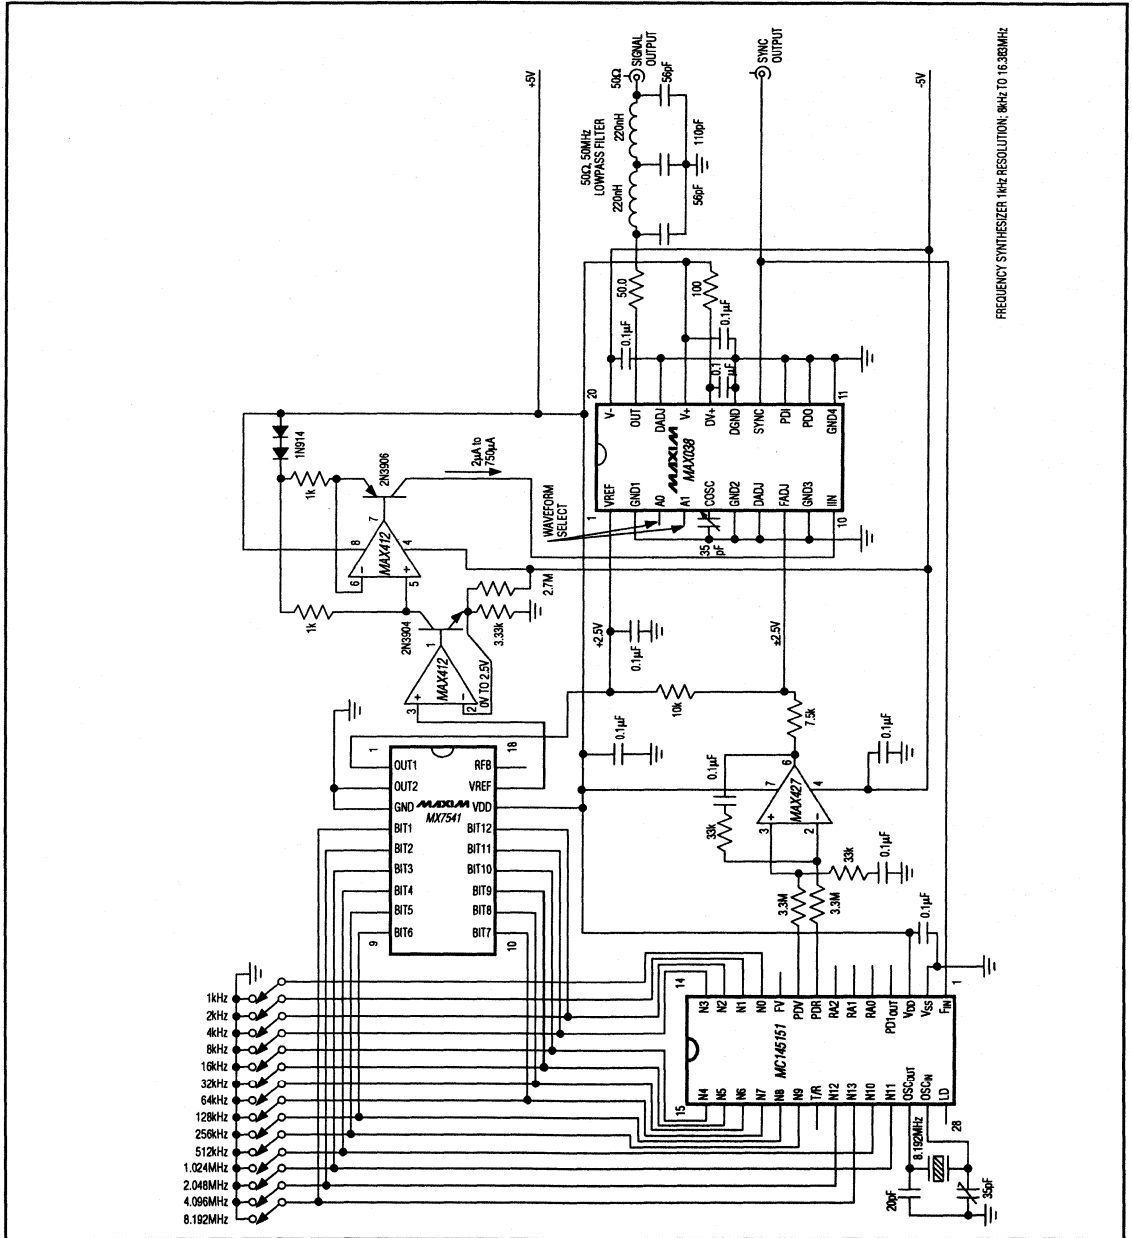 +5V
50Ω
SIGNAL
OUTPUT
SYNC
OUTPUT
-5V
56pF
220nH
110pF
50Ω, 50MHz
LOWPASS FILTER
220nH
56pF
FREQUENCY SYNTHESIZER 1kHz RESOLUTION; 8kHz TO 16.383MHz
50.0
100
0.1µF
0.1µF
0.1
µF
1N914
1k
2N3906
2µA to
750µA
20
V-
OUT
DADJ
V+
DV+
DGND
SYNC
PDI
PDO
GND4
11
MAXIM
MAX038
1
VREF
GND1
A0
A1
COSC
GND2
DADJ
FADJ
GND3
IIN
10
WAVEFORM
SELECT
35
pF
7
8
4
MAX412
6
-
+
5
1k
2N3904
2.7M
3.33k
1
MAX412
3
+
-
2
0V TO 2.5V
+2.5V
0.1µF
±2.5V
10k
7.5k
0.1µF
0.1µF
0.1µF
33k
6
7
4
MAX427
3
+
-
2
33k
0.1µF
3.3M
3.3M
0.1µF
1
18
OUT1
RFB
OUT2
VREF
GND
MAXIM
VDD
MX7541
BIT1
BIT12
BIT2
BIT11
BIT3
BIT10
BIT4
BIT9
BIT5
BIT8
BIT6
BIT7
9
10
1kHz
2kHz
4kHz
8kHz
16kHz
32kHz
64kHz
128kHz
256kHz
512kHz
1.024MHz
2.048MHz
4.096MHz
8.192MHz
14
N3
N2
N1
N0
FV
PDV
PDR
RA2
RA1
RA0
PD1OUT
VDD
VSS
FIN
1
MC145151
15
N4
N5
N6
N7
N8
N9
T/R
N12
N13
N10
N11
OSCOUT
OSCIN
LD
28
8.192MHz
20pF
35pF